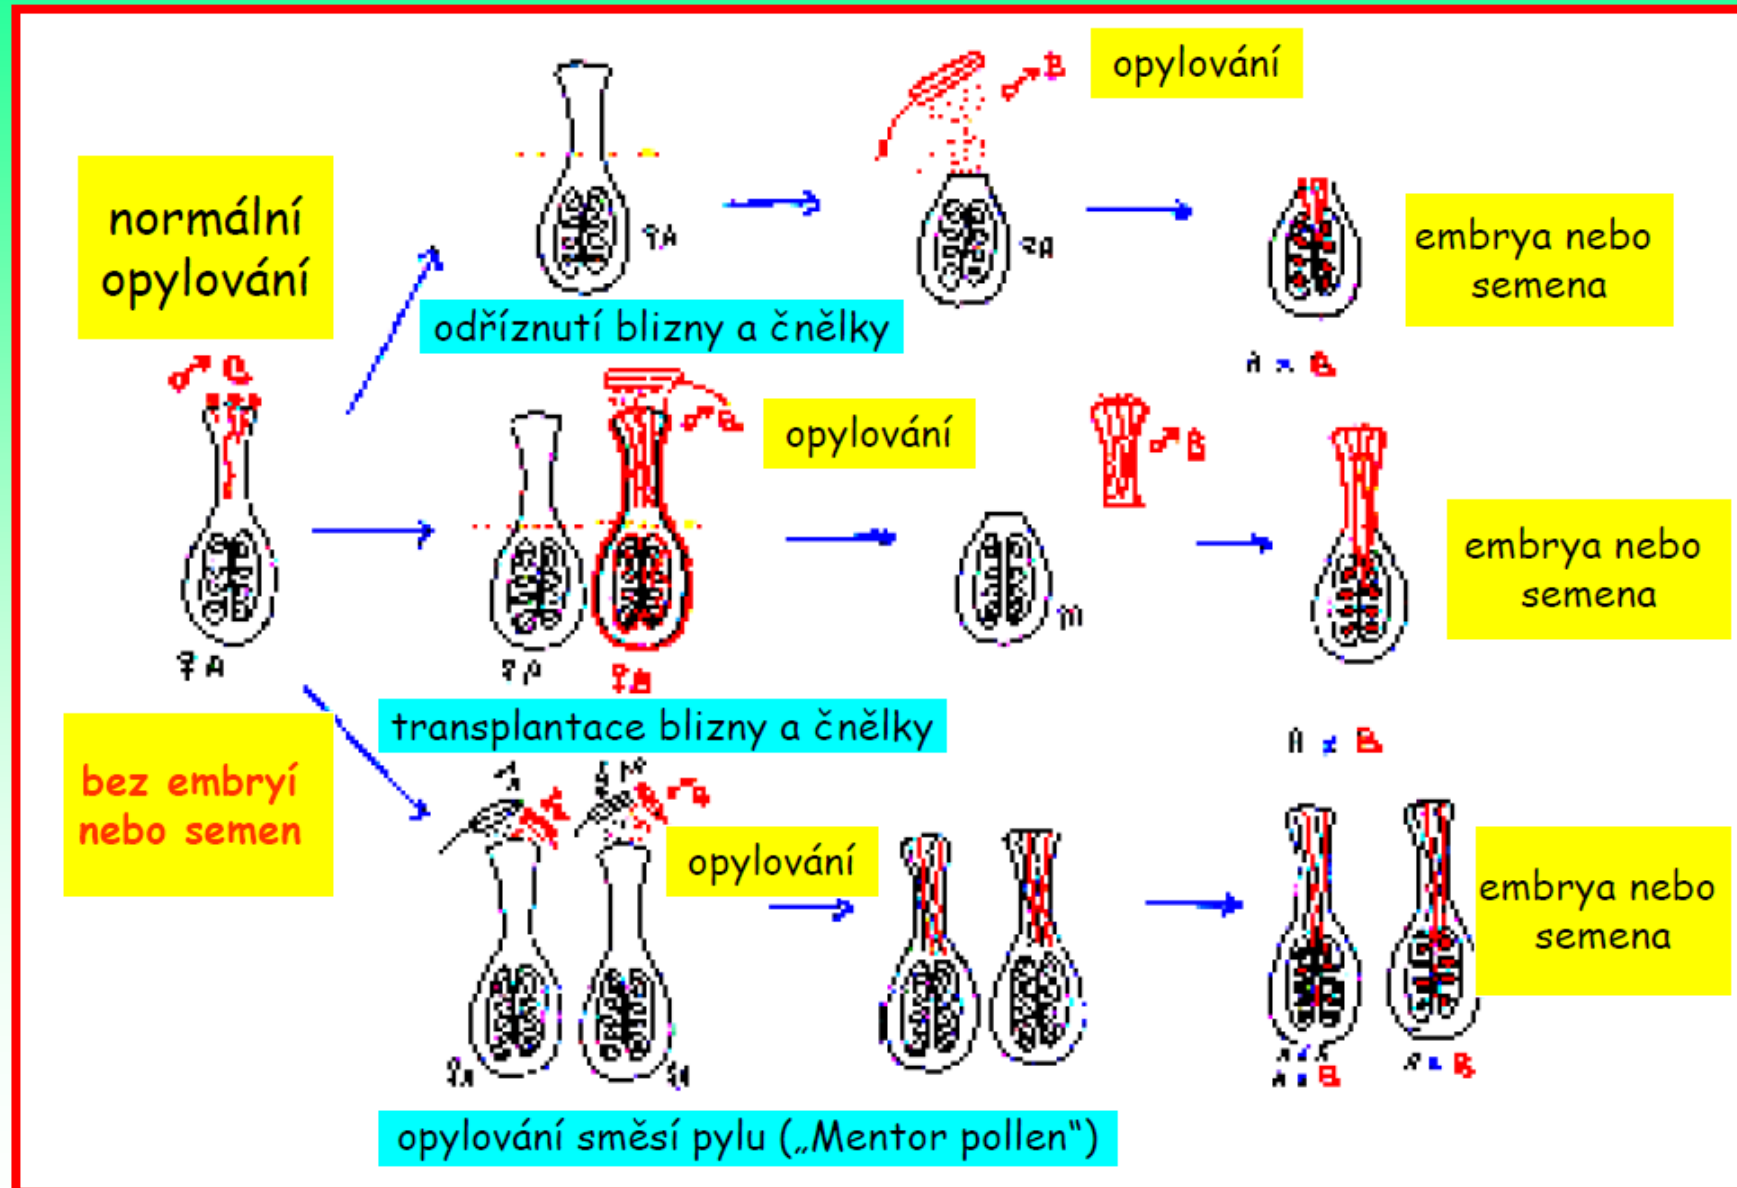 opylování
normální
opylování
♀A
♀A
embrya nebo
semena
odříznutí blizny a čnělky
A × B
opylování
♂ B
embrya nebo
semena
♀A
♀A
♀B
transplantace blizny a čnělky
A × B
bez embryí
nebo semen
opylování
embrya nebo
semena
♀A
♀A
A × B
A × B
opylování směsí pylu („Mentor pollen“)